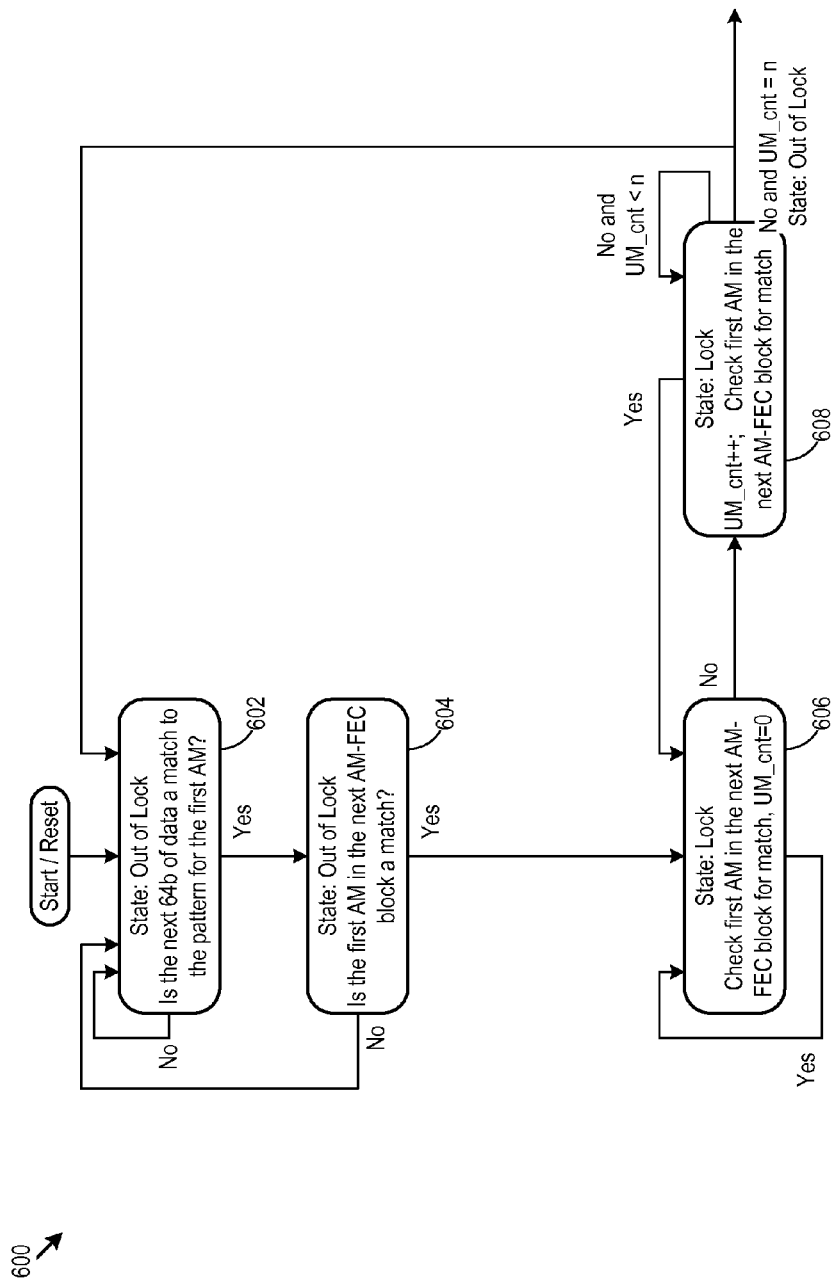 600
Start / Reset
State: Out of Lock
Is the next 64b of data a match to
the pattern for the first AM?
602
No
Yes
State: Out of Lock
Is the first AM in the next AM-FEC
block a match?
604
No
Yes
State: Lock
Check first AM in the next AM-
FEC block for match, UM_cnt=0
606
Yes
No
State: Lock
UM_cnt++; Check first AM in the
next AM-FEC block for match
608
Yes
No and
UM_cnt < n
No and UM_cnt = n
State: Out of Lock